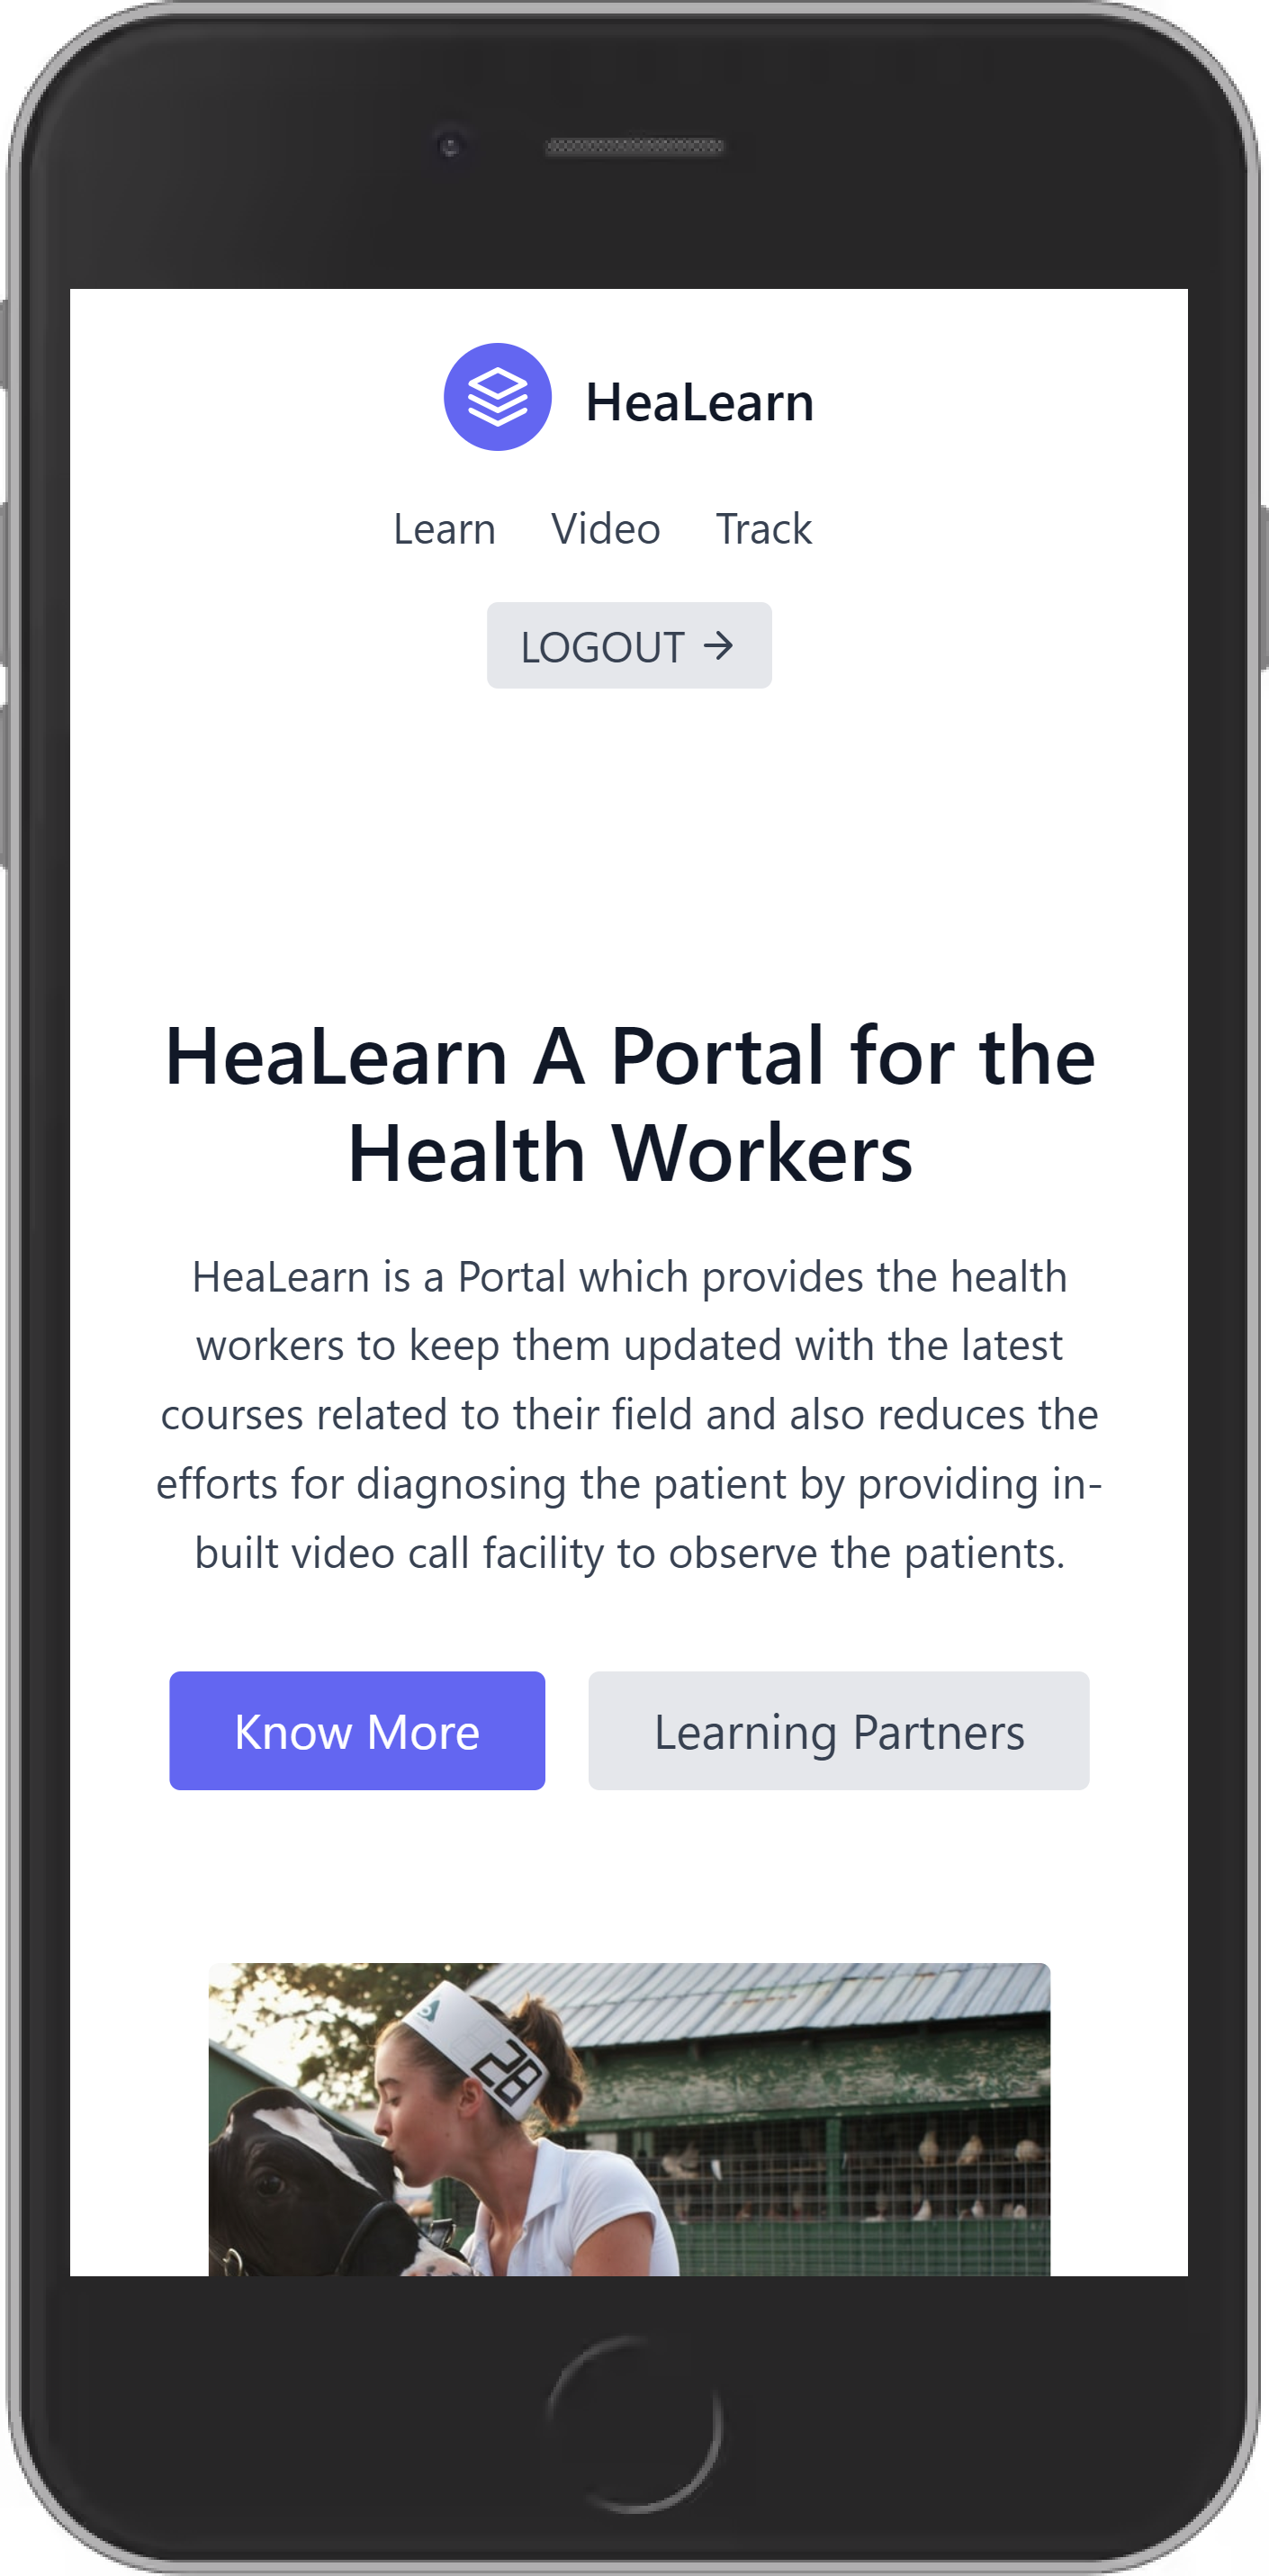 HeaLearn
Learn Video Track
LOGOUT →
HeaLearn A Portal for the
Health Workers
HeaLearn is a Portal which provides the health
workers to keep them updated with the latest
courses related to their field and also reduces the
efforts for diagnosing the patient by providing in-
built video call facility to observe the patients.
Know More
Learning Partners
28